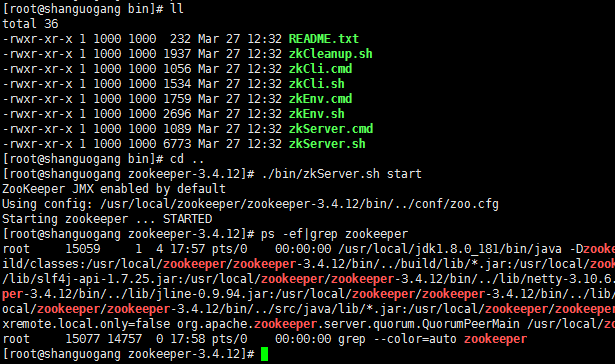 [root@shanguogang bin]# ll
total 36
-rwxr-xr-x 1 1000 1000  232 Mar 27 12:32 README.txt
-rwxr-xr-x 1 1000 1000 1937 Mar 27 12:32 zkCleanup.sh
-rwxr-xr-x 1 1000 1000 1056 Mar 27 12:32 zkCli.cmd
-rwxr-xr-x 1 1000 1000 1534 Mar 27 12:32 zkCli.sh
-rwxr-xr-x 1 1000 1000 1759 Mar 27 12:32 zkEnv.cmd
-rwxr-xr-x 1 1000 1000 2696 Mar 27 12:32 zkEnv.sh
-rwxr-xr-x 1 1000 1000 1089 Mar 27 12:32 zkServer.cmd
-rwxr-xr-x 1 1000 1000 6773 Mar 27 12:32 zkServer.sh
[root@shanguogang bin]# cd ..
[root@shanguogang zookeeper-3.4.12]# ./bin/zkServer.sh start
ZooKeeper JMX enabled by default
Using config: /usr/local/zookeeper/zookeeper-3.4.12/bin/../conf/zoo.cfg
Starting zookeeper ... STARTED
[root@shanguogang zookeeper-3.4.12]# ps -ef|grep zookeeper
root     15059     1  4 17:57 pts/0    00:00:00 /usr/local/jdk1.8.0_181/bin/java -Dzooke
ild/classes:/usr/local/zookeeper/zookeeper-3.4.12/bin/../build/lib/*.jar:/usr/local/zook
/lib/slf4j-api-1.7.25.jar:/usr/local/zookeeper/zookeeper-3.4.12/bin/../lib/netty-3.10.6.
per-3.4.12/bin/../lib/jline-0.9.94.jar:/usr/local/zookeeper/zookeeper-3.4.12/bin/../lib/
ocal/zookeeper/zookeeper-3.4.12/bin/../src/java/lib/*.jar:/usr/local/zookeeper/zookeeper
xremote.local.only=false org.apache.zookeeper.server.quorum.QuorumPeerMain /usr/local/zo
root     15077 14757  0 17:58 pts/0    00:00:00 grep --color=auto zookeeper
[root@shanguogang zookeeper-3.4.12]#